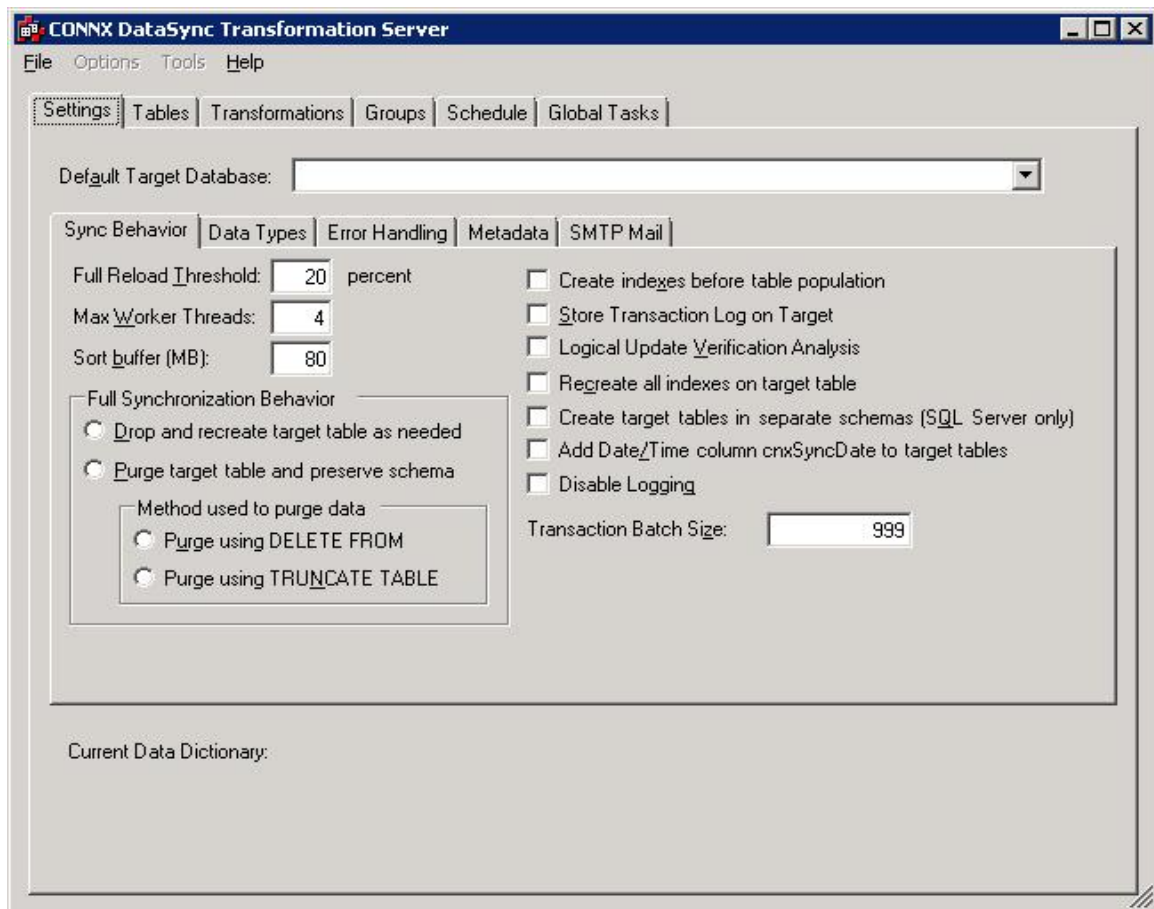 CONNX DataSync Transformation Server
File Options Tools Help
Settings Tables Transformations Groups Schedule Global Tasks
Default Target Database:
Sync Behavior Data Types Error Handling Metadata SMTP Mail
Full Reload Threshold: 20 percent
Max Worker Threads: 4
Sort buffer (MB): 80
Full Synchronization Behavior
Drop and recreate target table as needed
Purge target table and preserve schema
Method used to purge data
Purge using DELETE FROM
Purge using TRUNCATE TABLE
Create indexes before table population
Store Transaction Log on Target
Logical Update Verification Analysis
Recreate all indexes on target table
Create target tables in separate schemas (SQL Server only)
Add Date/Time column cnxSyncDate to target tables
Disable Logging
Transaction Batch Size: 999
Current Data Dictionary: